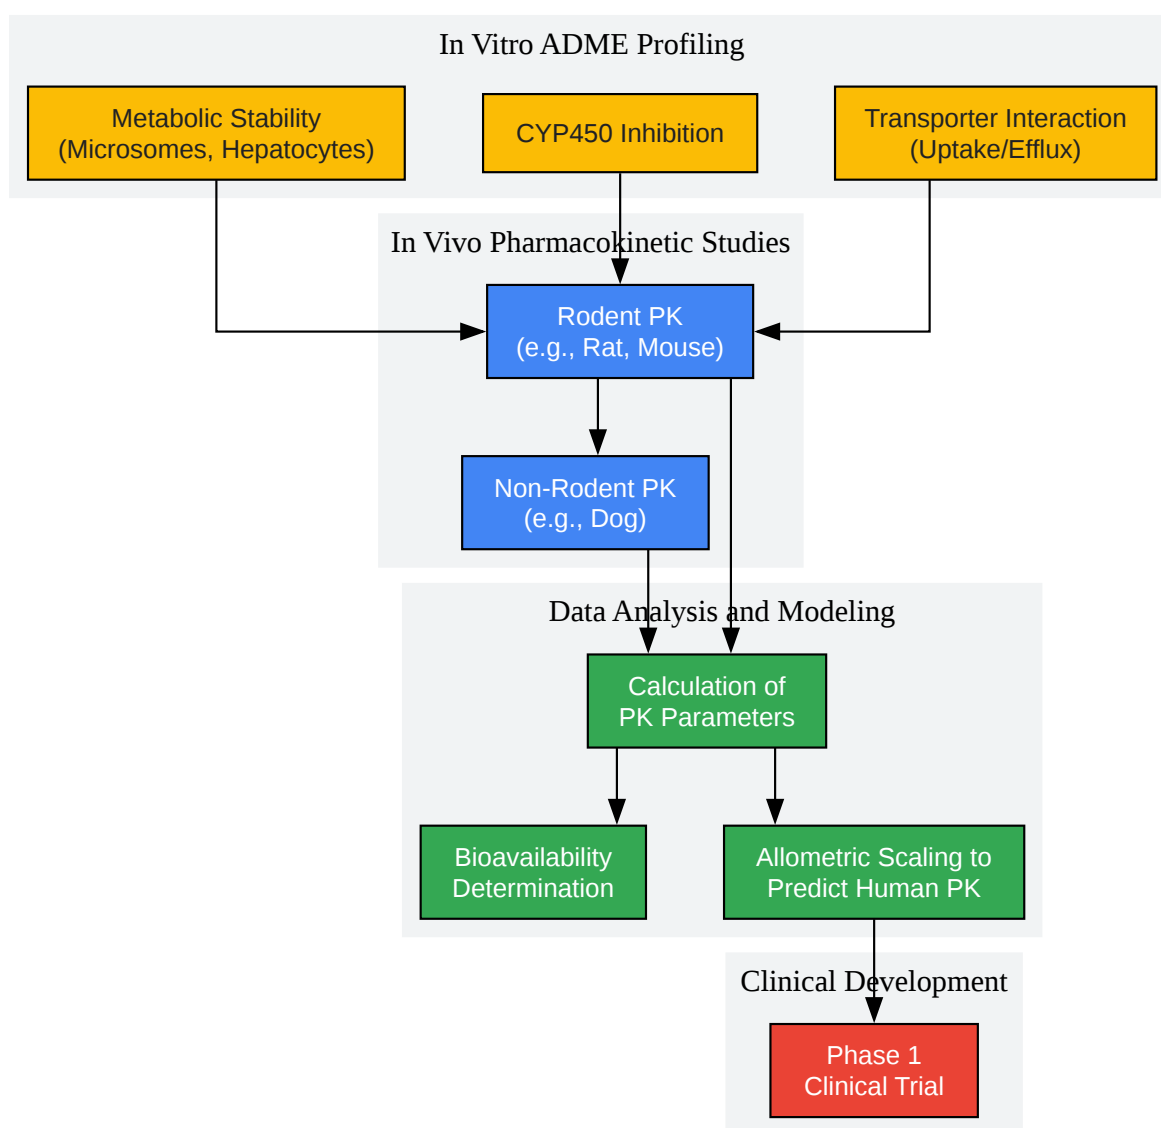 In Vitro ADME Profiling
Metabolic Stability
(Microsomes, Hepatocytes)
CYP450 Inhibition
Transporter Interaction
(Uptake/Efflux)
In Vivo Pharmacokinetic Studies
Rodent PK
(e.g., Rat, Mouse)
Non-Rodent PK
(e.g., Dog)
Data Analysis and Modeling
Calculation of
PK Parameters
Bioavailability
Determination
Allometric Scaling to
Predict Human PK
Clinical Development
Phase 1
Clinical Trial